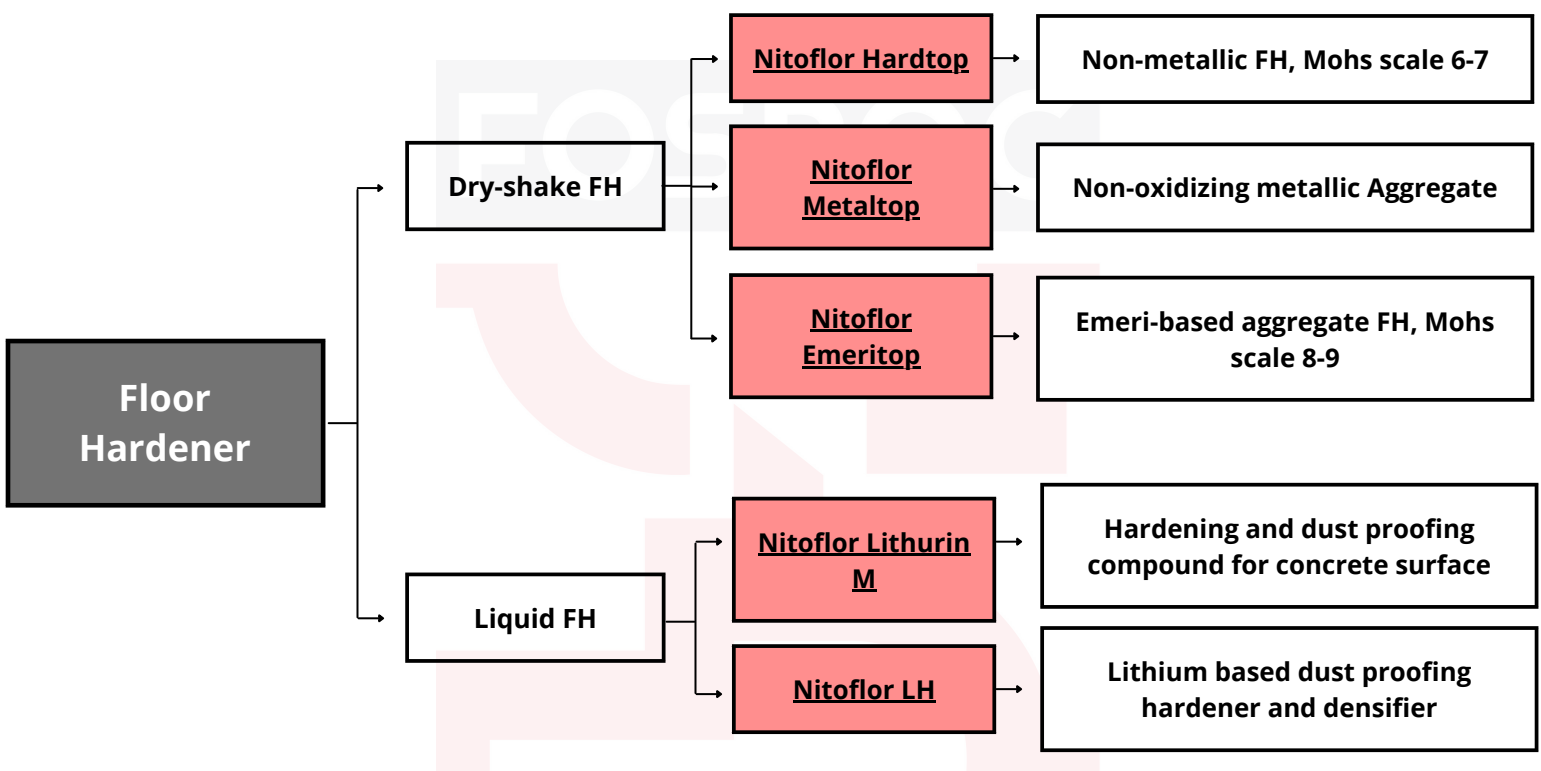 Nitoflor Hardtop
Non-metallic FH, Mohs scale 6-7
FOSROC
Dry-shake FH
Nitoflor
Metaltop
Non-oxidizing metallic Aggregate
Nitoflor
Emeritop
Emeri-based aggregate FH, Mohs
scale 8-9
Floor
Hardener
Nitoflor Lithurin
M
Hardening and dust proofing
compound for concrete surface
Liquid FH
Nitoflor LH
Lithium based dust proofing
hardener and densifier